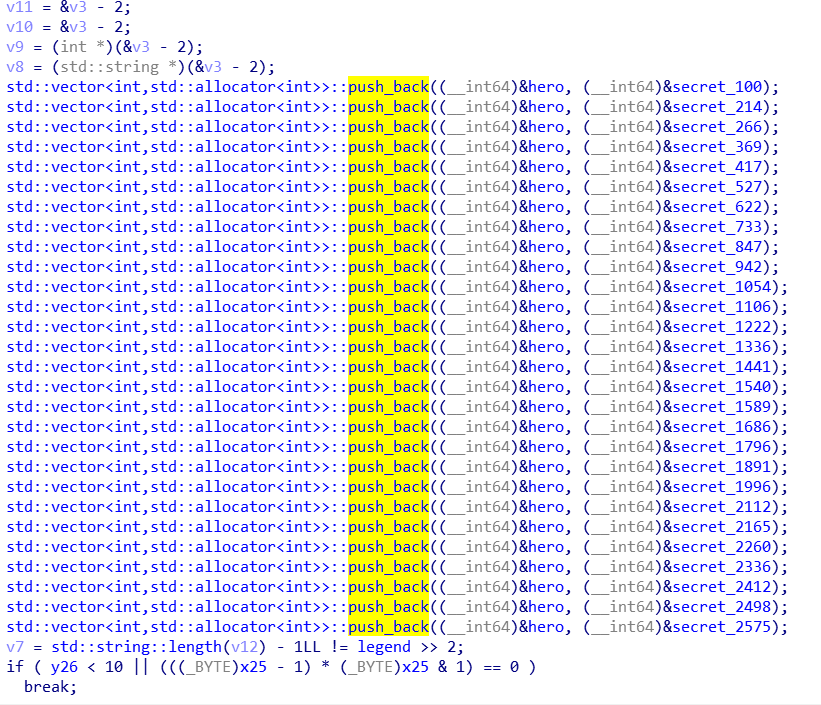 v11 = &v3 - 2;
v10 = &v3 - 2;
v9 = (int *)(&v3 - 2);
v8 = (std::string *)(&v3 - 2);
std::vector<int,std::allocator<int>>::push_back((__int64)&hero, (__int64)&secret_100);
std::vector<int,std::allocator<int>>::push_back((__int64)&hero, (__int64)&secret_214);
std::vector<int,std::allocator<int>>::push_back((__int64)&hero, (__int64)&secret_266);
std::vector<int,std::allocator<int>>::push_back((__int64)&hero, (__int64)&secret_369);
std::vector<int,std::allocator<int>>::push_back((__int64)&hero, (__int64)&secret_417);
std::vector<int,std::allocator<int>>::push_back((__int64)&hero, (__int64)&secret_527);
std::vector<int,std::allocator<int>>::push_back((__int64)&hero, (__int64)&secret_622);
std::vector<int,std::allocator<int>>::push_back((__int64)&hero, (__int64)&secret_733);
std::vector<int,std::allocator<int>>::push_back((__int64)&hero, (__int64)&secret_847);
std::vector<int,std::allocator<int>>::push_back((__int64)&hero, (__int64)&secret_942);
std::vector<int,std::allocator<int>>::push_back((__int64)&hero, (__int64)&secret_1054);
std::vector<int,std::allocator<int>>::push_back((__int64)&hero, (__int64)&secret_1106);
std::vector<int,std::allocator<int>>::push_back((__int64)&hero, (__int64)&secret_1222);
std::vector<int,std::allocator<int>>::push_back((__int64)&hero, (__int64)&secret_1336);
std::vector<int,std::allocator<int>>::push_back((__int64)&hero, (__int64)&secret_1441);
std::vector<int,std::allocator<int>>::push_back((__int64)&hero, (__int64)&secret_1540);
std::vector<int,std::allocator<int>>::push_back((__int64)&hero, (__int64)&secret_1589);
std::vector<int,std::allocator<int>>::push_back((__int64)&hero, (__int64)&secret_1686);
std::vector<int,std::allocator<int>>::push_back((__int64)&hero, (__int64)&secret_1796);
std::vector<int,std::allocator<int>>::push_back((__int64)&hero, (__int64)&secret_1891);
std::vector<int,std::allocator<int>>::push_back((__int64)&hero, (__int64)&secret_1996);
std::vector<int,std::allocator<int>>::push_back((__int64)&hero, (__int64)&secret_2112);
std::vector<int,std::allocator<int>>::push_back((__int64)&hero, (__int64)&secret_2165);
std::vector<int,std::allocator<int>>::push_back((__int64)&hero, (__int64)&secret_2260);
std::vector<int,std::allocator<int>>::push_back((__int64)&hero, (__int64)&secret_2336);
std::vector<int,std::allocator<int>>::push_back((__int64)&hero, (__int64)&secret_2412);
std::vector<int,std::allocator<int>>::push_back((__int64)&hero, (__int64)&secret_2498);
std::vector<int,std::allocator<int>>::push_back((__int64)&hero, (__int64)&secret_2575);
v7 = std::string::length(v12) - 1LL != legend >> 2;
if ( y26 < 10 || (((_BYTE)x25 - 1) * (_BYTE)x25 & 1) == 0 )
break;